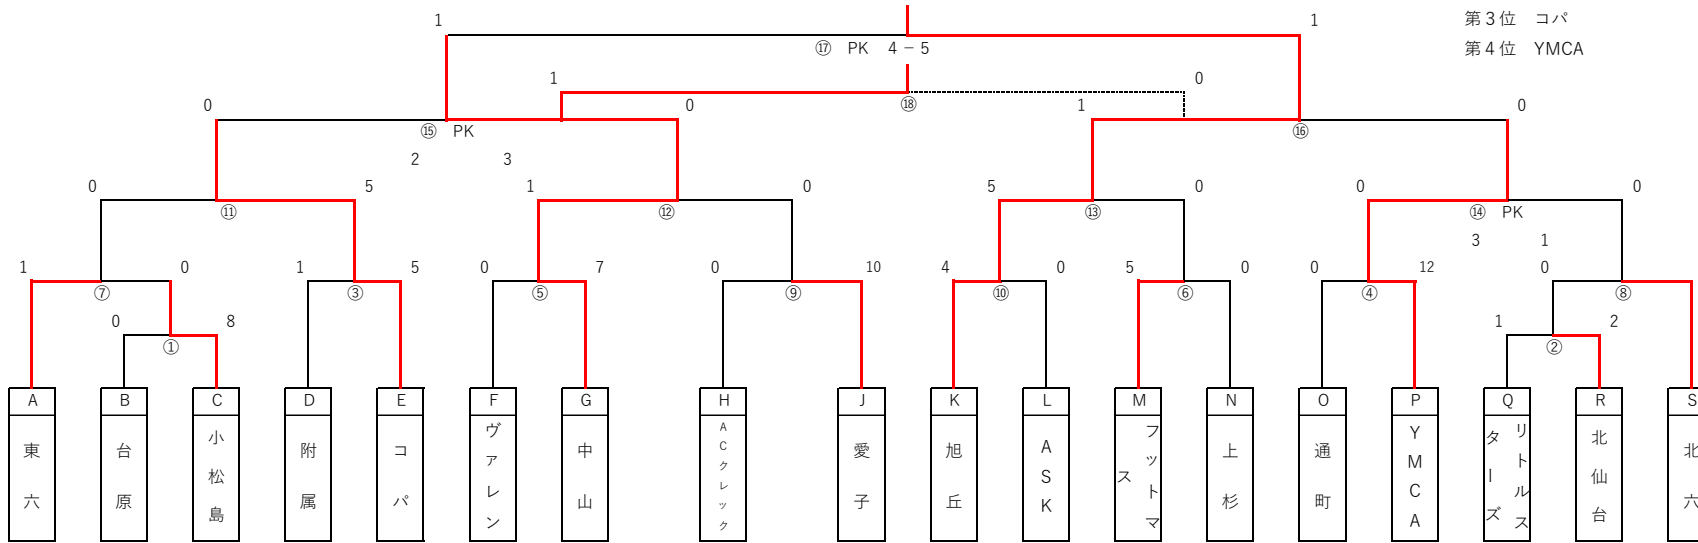 1 1 第3位 コパ
⑰ PK 4 − 5 第4位 YMCA
1 0
0 0 ⑱ 1 0
⑮ PK ⑯
2 3
0 5 1 0 5 0 0 0
⑪ ⑫ ⑬ ⑭ PK
3 1
1 0 1 5 0 7 0 10 4 0 5 0 0 12 0
⑦ ③ ⑤ ⑨ ⑩ ⑥ ④ ⑧
0 8 1 2
① ②
A B C D E F G H J K L M N O P Q R S
東六
台原
小松島
附属
コパ
ヴァレン
中山
ACクレック
愛子
旭丘
ASK
フットマス
上杉
通町
YMCA
リトルスターズ
北仙台
北六